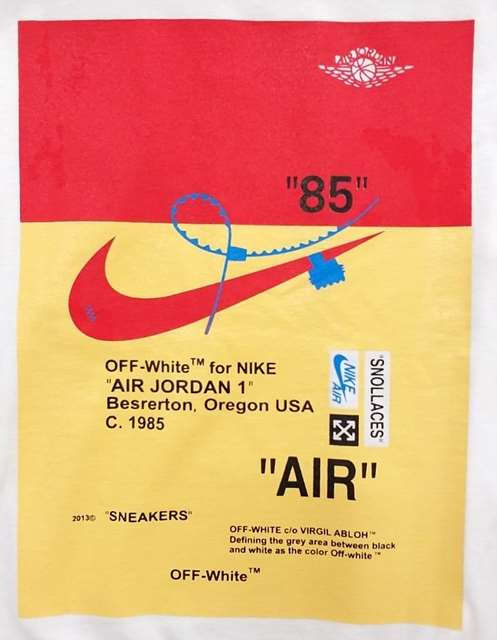 AIR JORDAN
"85"
OFF-White™ for NIKE
"AIR JORDAN 1"
Besrerton, Oregon USA
C. 1985
NIKE
AIR
"SNOLLACES"
"AIR"
2013© "SNEAKERS"
OFF-WHITE c/o VIRGIL ABLOH™
Defining the grey area between black
and white as the color Off-white™
OFF-White™